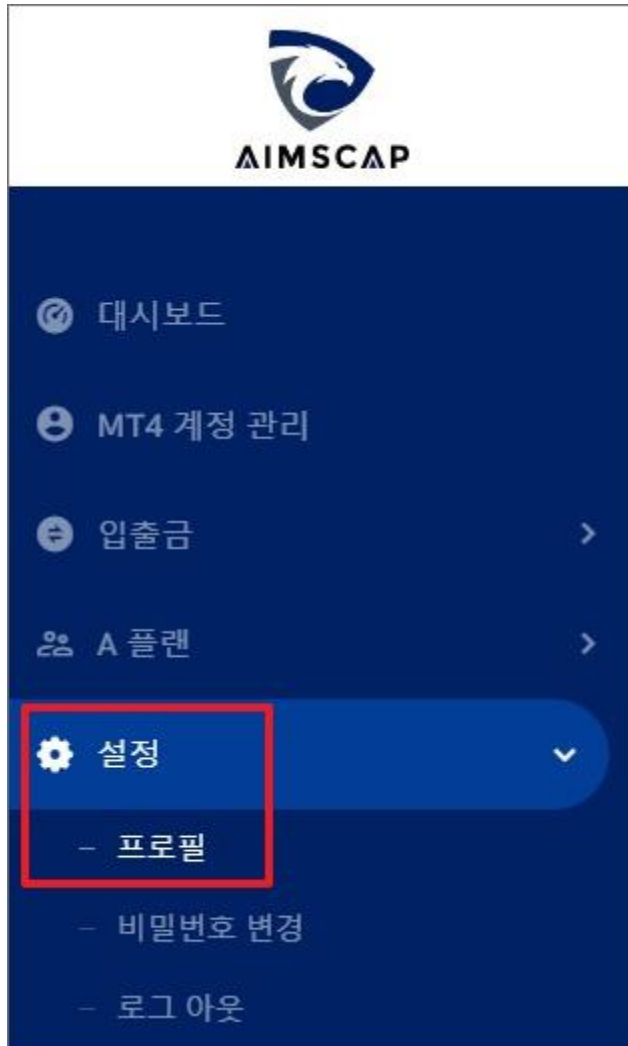 AIMSCAP
대시보드
MT4 계정 관리
입출금
A 플랜
설정
– 프로필
– 비밀번호 변경
– 로그 아웃